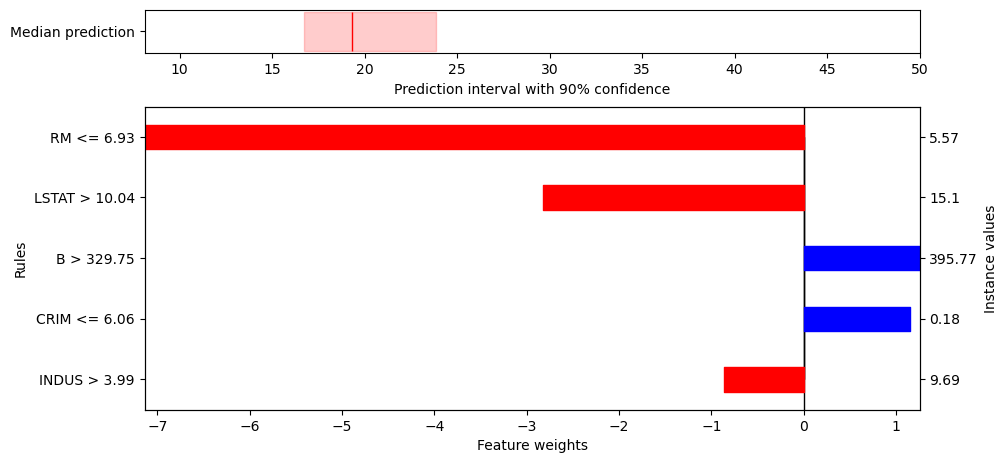 Median prediction
10 15 20 25 30 35 40 45 50
Prediction interval with 90% confidence
Rules
RM <= 6.93 5.57
LSTAT > 10.04 15.1
B > 329.75 395.77
CRIM <= 6.06 0.18
INDUS > 3.99 9.69
Instance values
−7 −6 −5 −4 −3 −2 −1 0 1
Feature weights